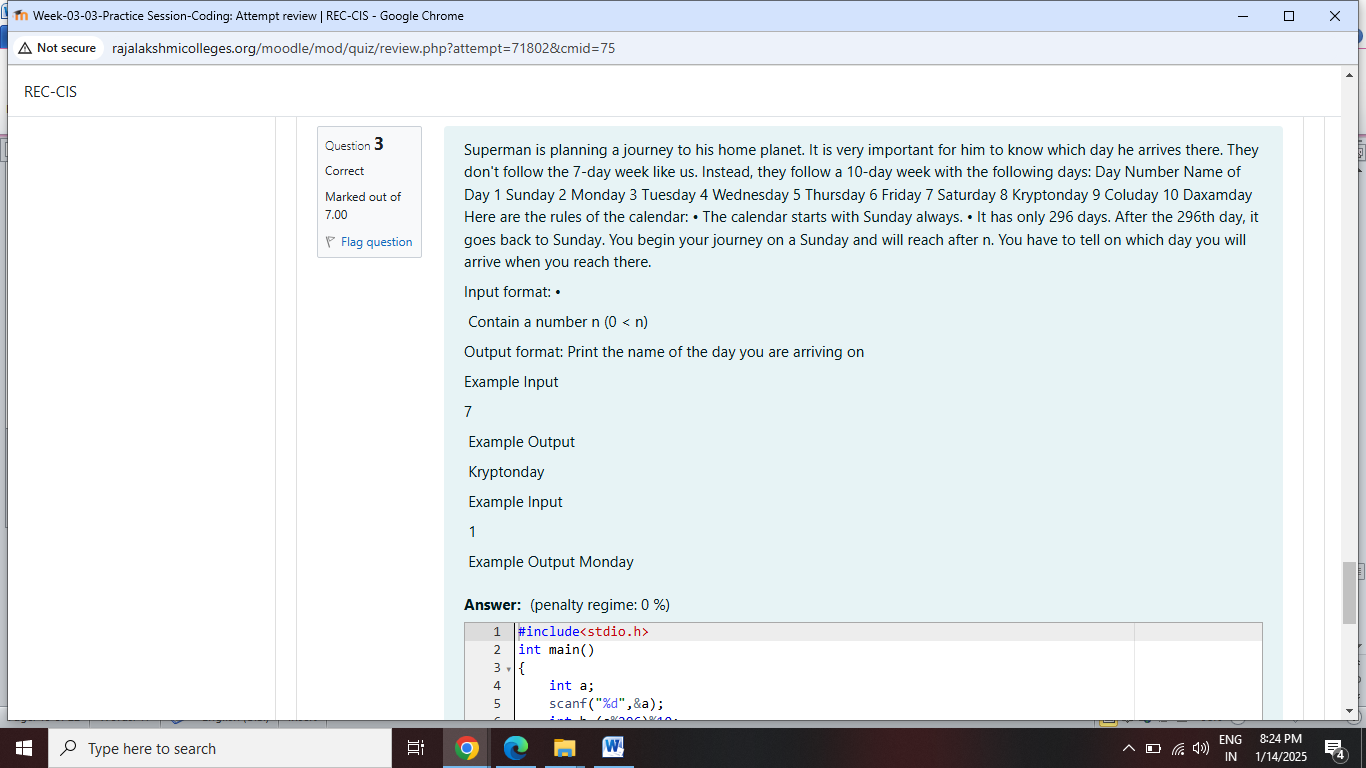 Week-03-03-Practice Session-Coding: Attempt review | REC-CIS - Google Chrome
Not secure rajalakshmicolleges.org/moodle/mod/quiz/review.php?attempt=71802&cmid=75
REC-CIS
Question 3
Correct
Marked out of
7.00
Flag question
Superman is planning a journey to his home planet. It is very important for him to know which day he arrives there. They
don't follow the 7-day week like us. Instead, they follow a 10-day week with the following days: Day Number Name of
Day 1 Sunday 2 Monday 3 Tuesday 4 Wednesday 5 Thursday 6 Friday 7 Saturday 8 Kryptonday 9 Coluday 10 Daxamday
Here are the rules of the calendar: • The calendar starts with Sunday always. • It has only 296 days. After the 296th day, it
goes back to Sunday. You begin your journey on a Sunday and will reach after n. You have to tell on which day you will
arrive when you reach there.
Input format: •
Contain a number n (0 < n)
Output format: Print the name of the day you are arriving on
Example Input
7
Example Output
Kryptonday
Example Input
1
Example Output Monday
Answer: (penalty regime: 0 %)
1 #include<stdio.h>
2 int main()
3 {
4 int a;
5 scanf("%d",&a);
Type here to search
ENG
IN
8:24 PM
1/14/2025
4